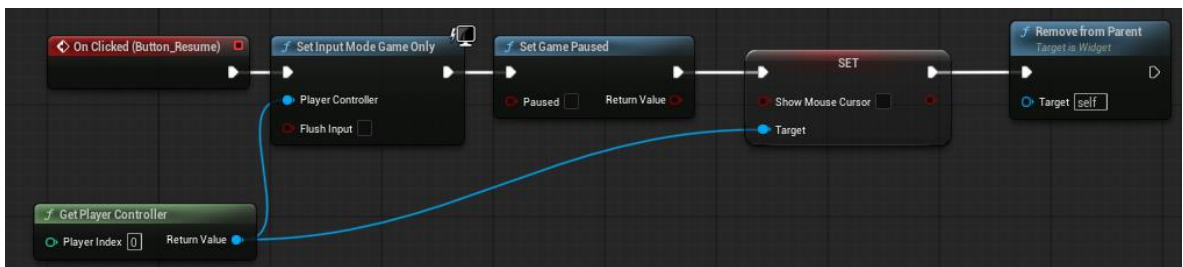 On Clicked (Button_Resume)
f Set Input Mode Game Only
Player Controller
Flush Input
f Set Game Paused
Paused
Return Value
SET
Show Mouse Cursor
Target
f Remove from Parent
Target is Widget
Target self
f Get Player Controller
Player Index 0
Return Value